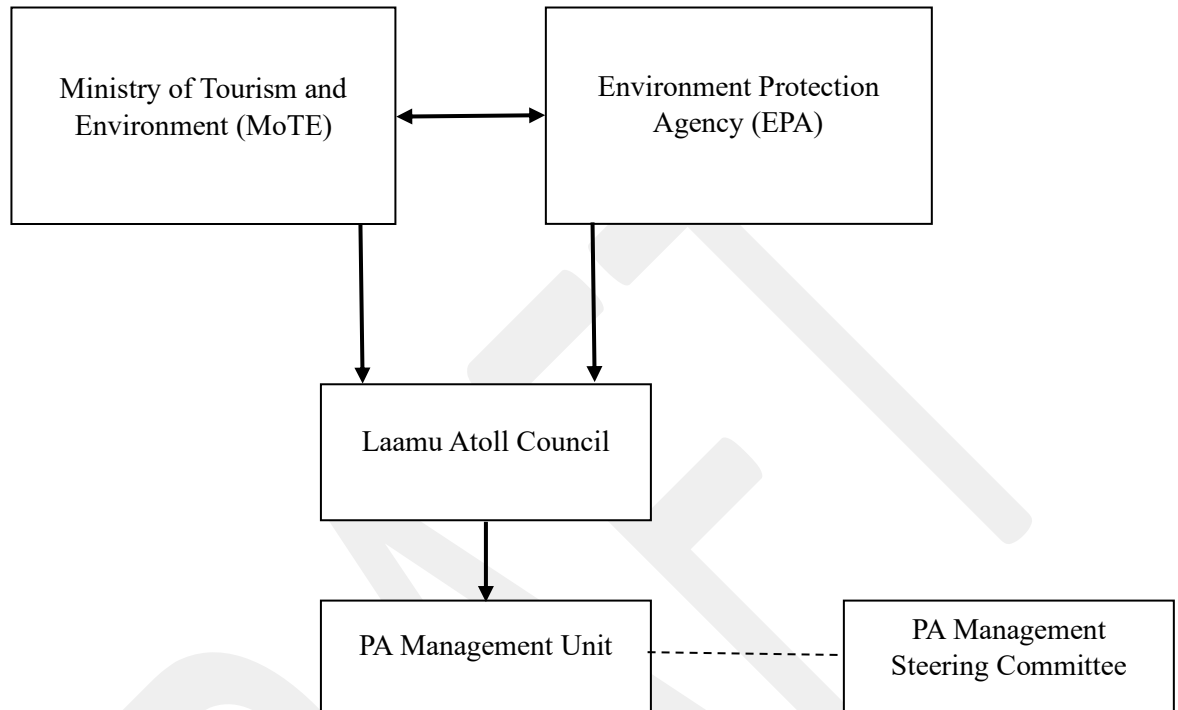 Ministry of Tourism and
Environment (MoTE)
Environment Protection
Agency (EPA)
Laamu Atoll Council
PA Management Unit
PA Management
Steering Committee